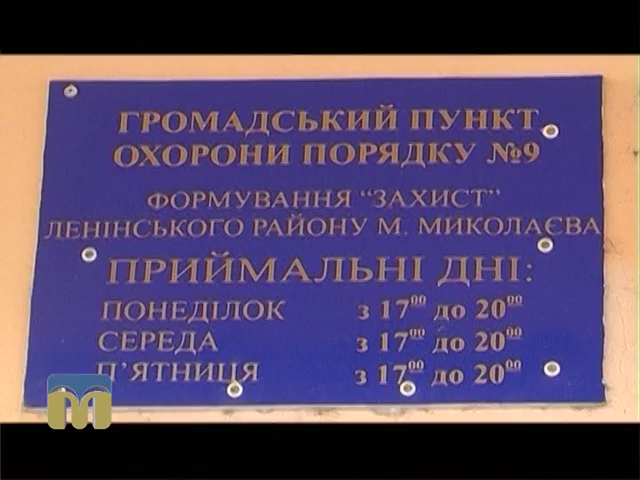 ГРОМАДСЬКИЙ ПУНКТ
ОХОРОНИ ПОРЯДКУ №9
ФОРМУВАННЯ “ЗАХИСТ”
ЛЕНІНСЬКОГО РАЙОНУ М. МИКОЛАЄВА
ПРИЙМАЛЬНІ ДНІ:
ПОНЕДІЛОК з 17⁰⁰ до 20⁰⁰
СЕРЕДА з 17⁰⁰ до 20⁰⁰
П’ЯТНИЦЯ з 17⁰⁰ до 20⁰⁰